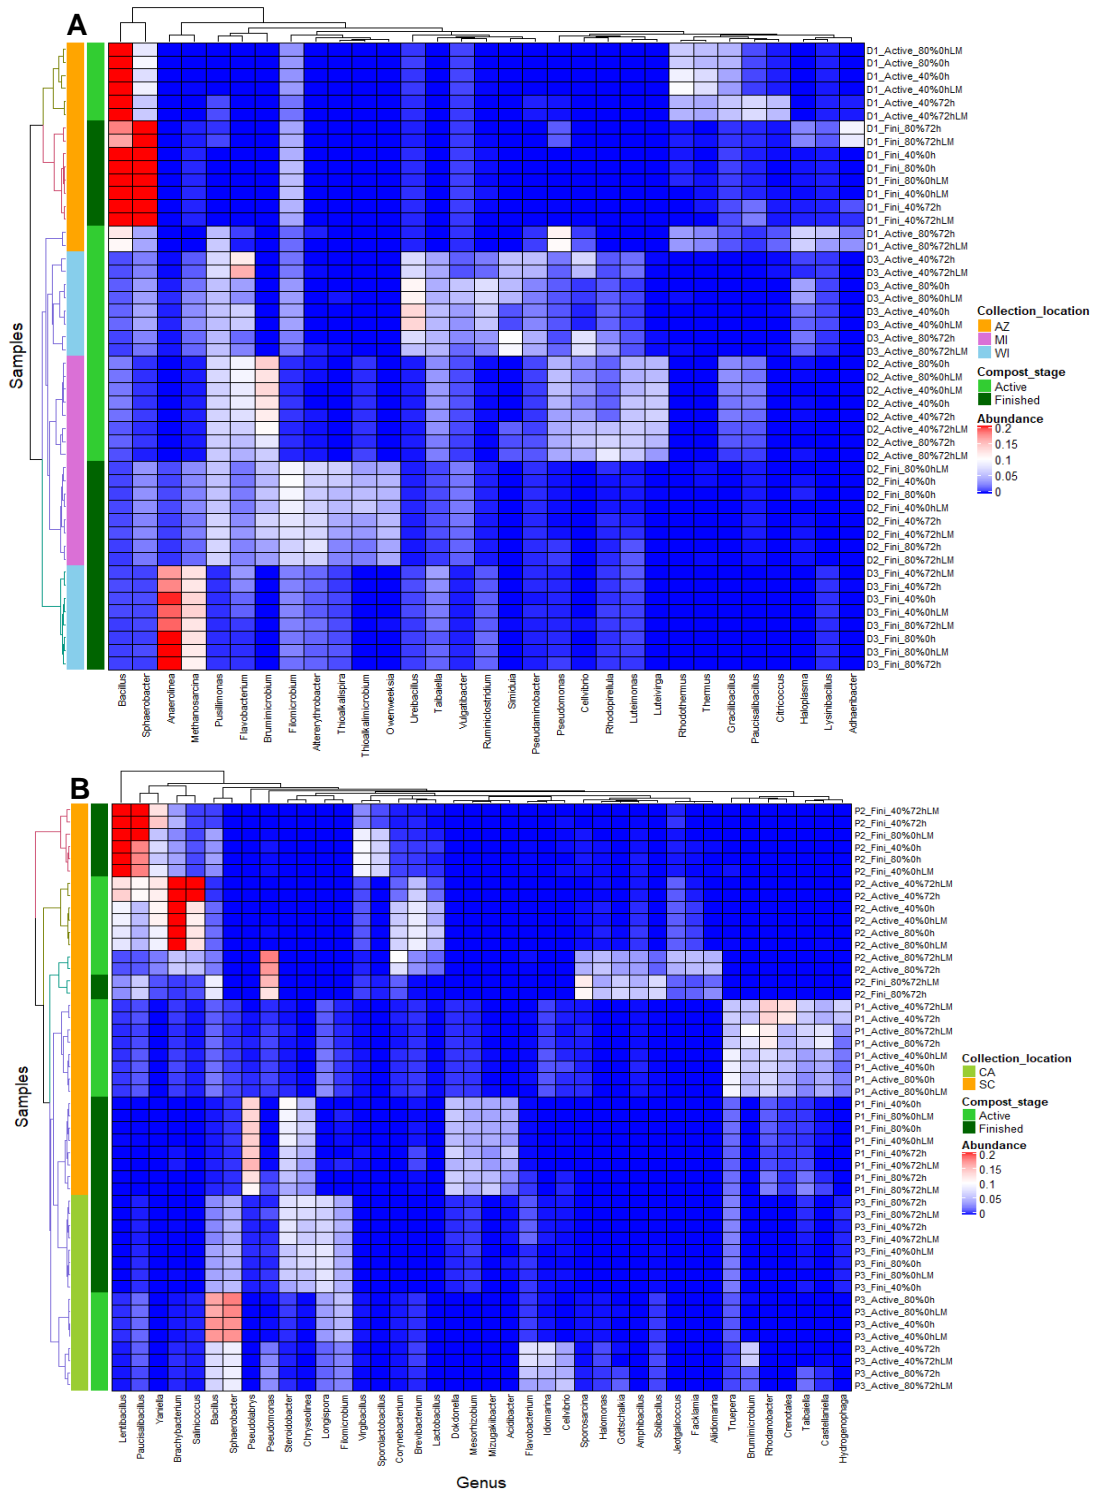 A
D1_Active_80%0hLM
D1_Active_80%0h
D1_Active_40%0h
D1_Active_40%0hLM
D1_Active_40%72h
D1_Active_40%72hLM
D1_Fini_80%72h
D1_Fini_80%72hLM
D1_Fini_40%0h
D1_Fini_80%0h
D1_Fini_80%0hLM
D1_Fini_40%0hLM
D1_Fini_40%72h
D1_Fini_40%72hLM
D1_Active_80%72h
D1_Active_80%72hLM
D3_Active_40%72h
D3_Active_40%72hLM
D3_Active_80%0h
D3_Active_80%0hLM
D3_Active_40%0h
D3_Active_40%0hLM
D3_Active_80%72h
D3_Active_80%72hLM
D2_Active_80%0h
D2_Active_80%0hLM
D2_Active_40%0hLM
D2_Active_40%0h
D2_Active_40%72h
D2_Active_40%72hLM
D2_Active_80%72h
D2_Active_80%72hLM
D2_Fini_80%0hLM
D2_Fini_40%0h
D2_Fini_80%0h
D2_Fini_40%0hLM
D2_Fini_40%72h
D2_Fini_40%72hLM
D2_Fini_80%72h
D2_Fini_80%72hLM
D3_Fini_40%72hLM
D3_Fini_40%72h
D3_Fini_40%0h
D3_Fini_40%0hLM
D3_Fini_80%72hLM
D3_Fini_80%0h
D3_Fini_80%0hLM
D3_Fini_80%72h
Samples
Collection_location
AZ
MI
WI
Compost_stage
Active
Finished
Abundance
0.2
0.15
0.1
0.05
0
Bacillus
Sphaerobacter
Anaerolinea
Methanosarcina
Pusillimonas
Flavobacterium
Brumimicrobium
Filomicrobium
Altererythrobacter
Thioalkalispira
Thioalkalimicrobium
Owenweeksia
Ureibacillus
Taibaiella
Vulgatibacter
Ruminiclostridium
Simiduia
Pseudaminobacter
Pseudomonas
Cellvibrio
Rhodopirellula
Luteimonas
Luteivirga
Rhodothermus
Thermus
Gracilibacillus
Paucisalibacillus
Citricoccus
Haloplasma
Lysinibacillus
Adhaeribacter
B
P2_Fini_40%72hLM
P2_Fini_40%72h
P2_Fini_80%0hLM
P2_Fini_40%0h
P2_Fini_80%0h
P2_Fini_40%0hLM
P2_Active_40%72hLM
P2_Active_40%72h
P2_Active_40%0h
P2_Active_40%0hLM
P2_Active_80%0h
P2_Active_80%0hLM
P2_Active_80%72hLM
P2_Active_80%72h
P2_Fini_80%72hLM
P2_Fini_80%72h
P1_Active_40%72hLM
P1_Active_40%72h
P1_Active_80%72hLM
P1_Active_80%72h
P1_Active_40%0hLM
P1_Active_40%0h
P1_Active_80%0h
P1_Active_80%0hLM
P1_Fini_40%0h
P1_Fini_80%0hLM
P1_Fini_80%0h
P1_Fini_40%0hLM
P1_Fini_40%72h
P1_Fini_40%72hLM
P1_Fini_80%72h
P1_Fini_80%72hLM
P3_Fini_80%72h
P3_Fini_80%72hLM
P3_Fini_40%72h
P3_Fini_40%72hLM
P3_Fini_40%0hLM
P3_Fini_80%0h
P3_Fini_80%0hLM
P3_Fini_40%0h
P3_Active_80%0h
P3_Active_80%0hLM
P3_Active_40%0h
P3_Active_40%0hLM
P3_Active_40%72h
P3_Active_40%72hLM
P3_Active_80%72h
P3_Active_80%72hLM
Samples
Collection_location
CA
SC
Compost_stage
Active
Finished
Abundance
0.2
0.15
0.1
0.05
0
Lentibacillus
Paucisalibacillus
Yaniella
Brachybacterium
Salinicoccus
Bacillus
Sphaerobacter
Pseudolabrys
Pseudomonas
Steroidobacter
Chryseolinea
Longispora
Filomicrobium
Virgibacillus
Sporolactobacillus
Corynebacterium
Brevibacterium
Lactobacillus
Dokdonella
Mesorhizobium
Mizugakiibacter
Acidibacter
Flavobacterium
Idiomarina
Cellvibrio
Sporosarcina
Halomonas
Gottschalkia
Amphibacillus
Solibacillus
Jeotgalicoccus
Facklamia
Aliidiomarina
Truepera
Brumimicrobium
Rhodanobacter
Crenotalea
Taibaiella
Castellaniella
Hydrogenophaga
Genus